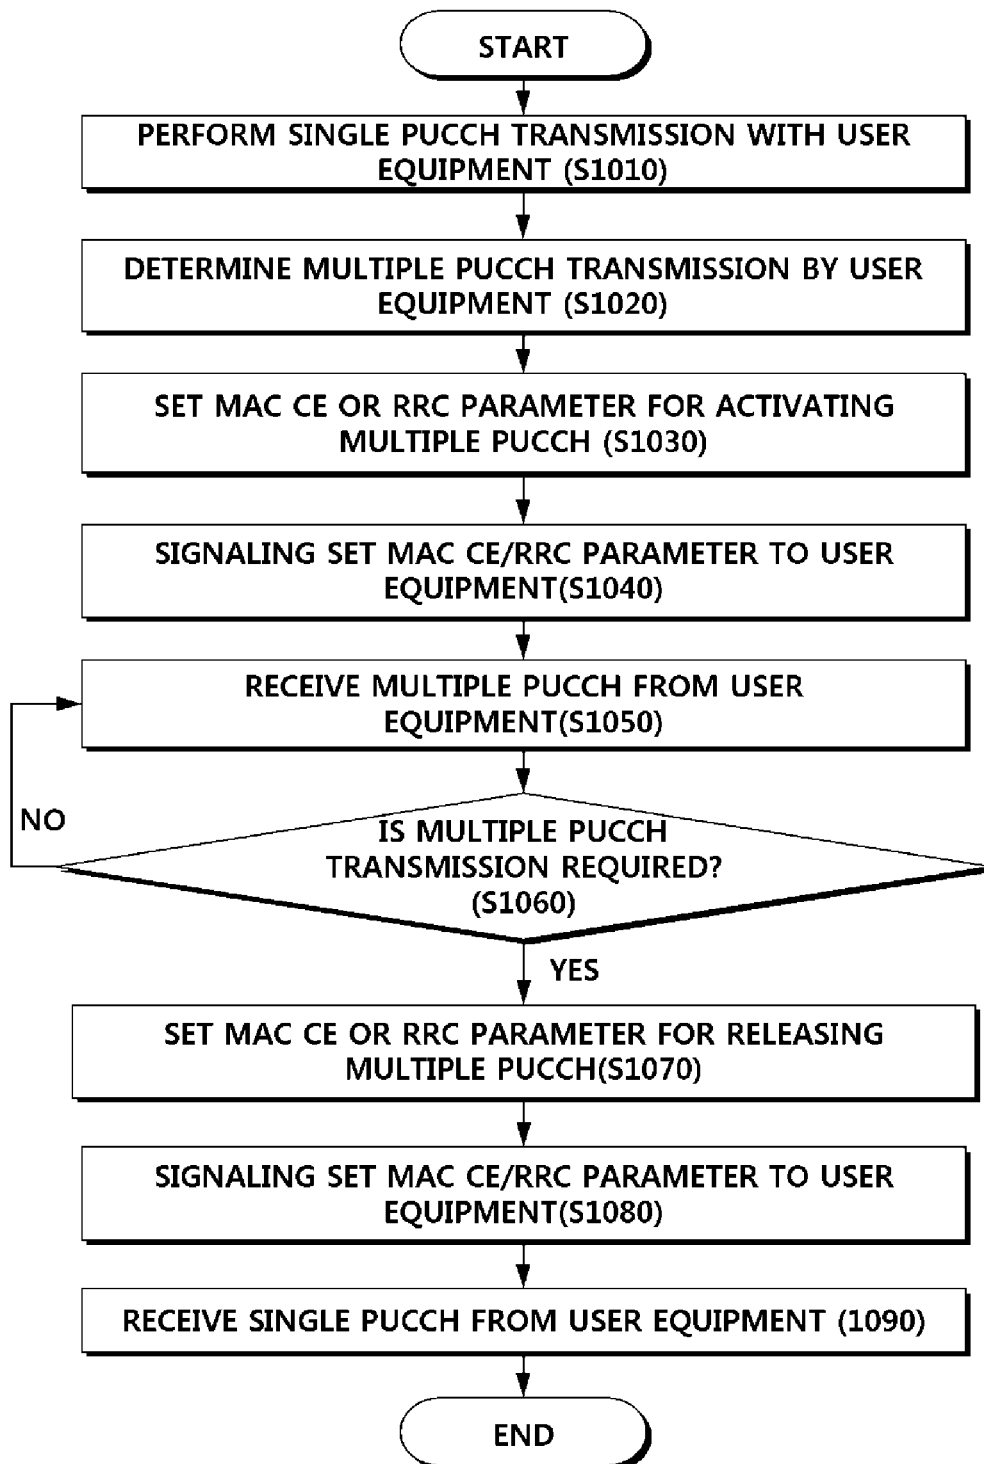 START
PERFORM SINGLE PUCCH TRANSMISSION WITH USER
EQUIPMENT (S1010)
DETERMINE MULTIPLE PUCCH TRANSMISSION BY USER
EQUIPMENT (S1020)
SET MAC CE OR RRC PARAMETER FOR ACTIVATING
MULTIPLE PUCCH (S1030)
SIGNALING SET MAC CE/RRC PARAMETER TO USER
EQUIPMENT(S1040)
RECEIVE MULTIPLE PUCCH FROM USER
EQUIPMENT(S1050)
NO
IS MULTIPLE PUCCH
TRANSMISSION REQUIRED?
(S1060)
YES
SET MAC CE OR RRC PARAMETER FOR RELEASING
MULTIPLE PUCCH(S1070)
SIGNALING SET MAC CE/RRC PARAMETER TO USER
EQUIPMENT(S1080)
RECEIVE SINGLE PUCCH FROM USER EQUIPMENT (1090)
END